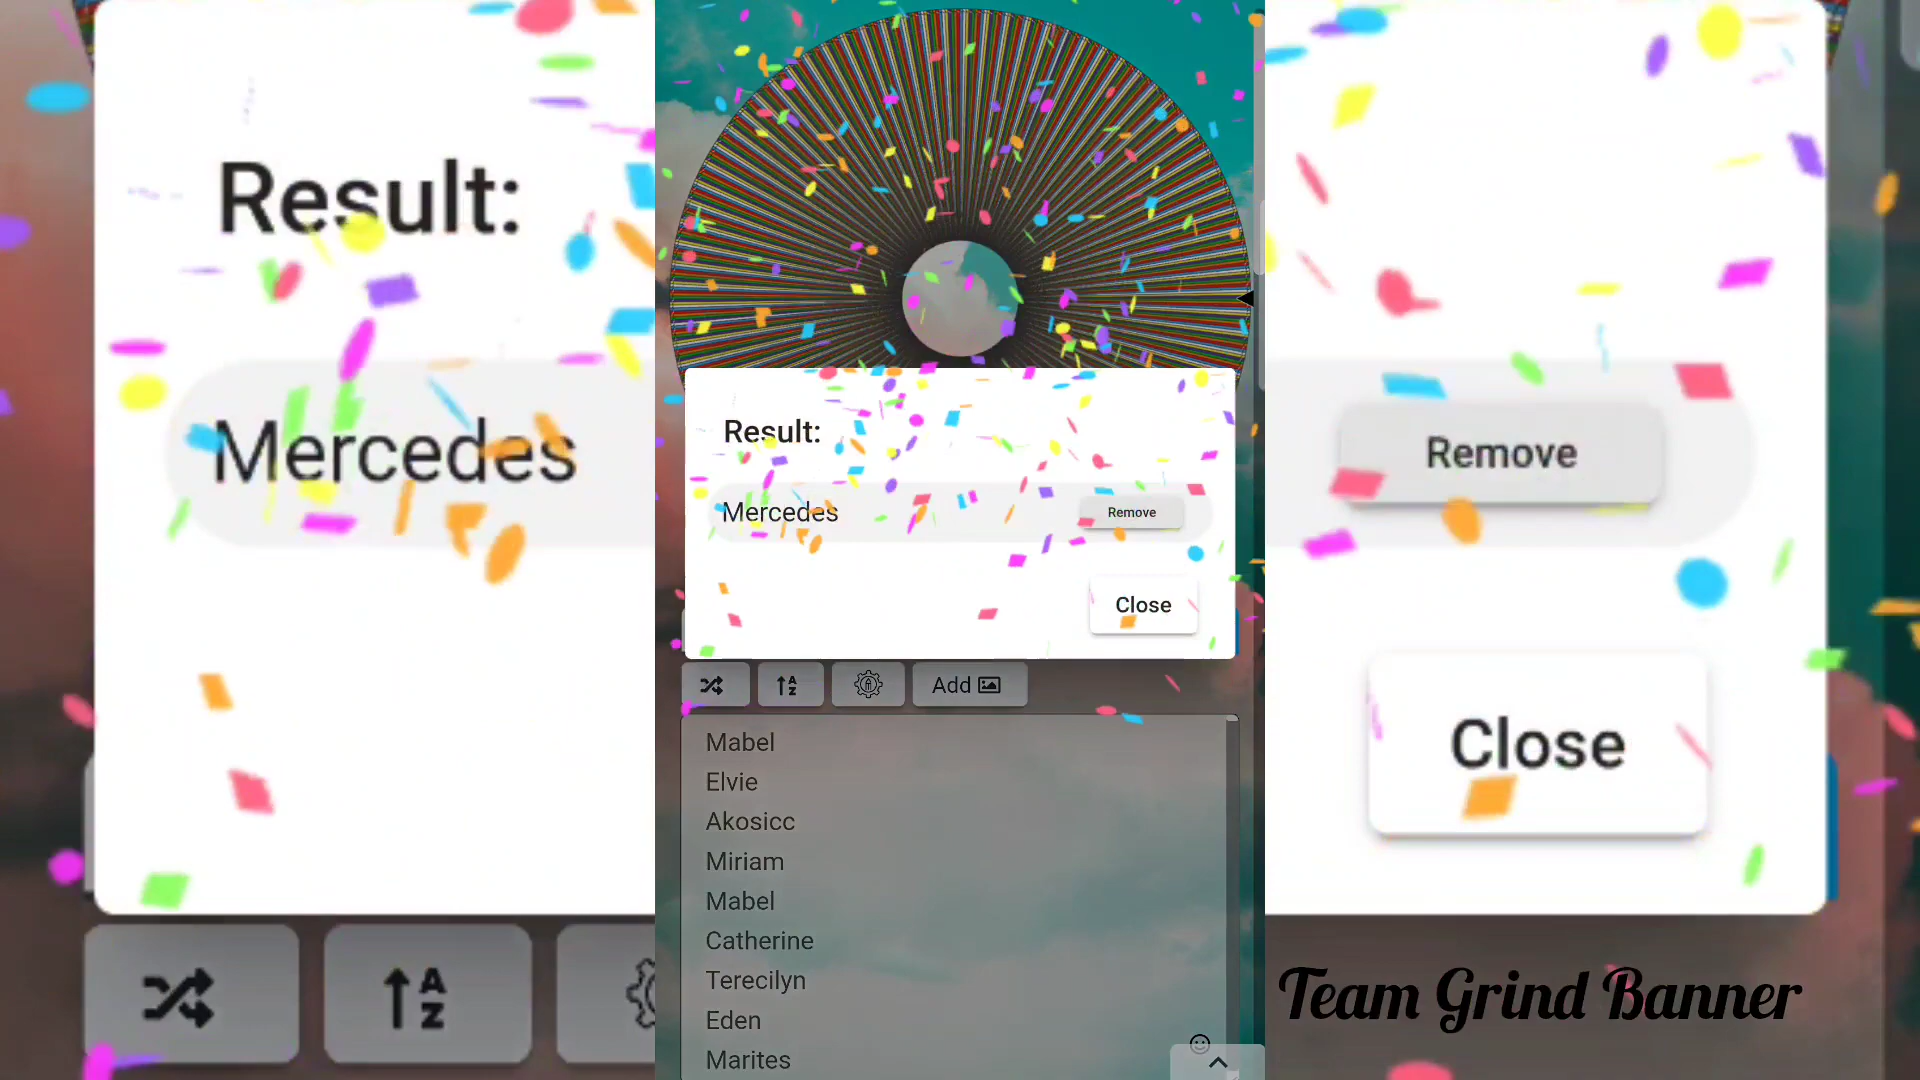 Result:
Mercedes
Result:
Mercedes
Remove
Close
Add
Mabel
Elvie
Akosicc
Miriam
Mabel
Catherine
Terecilyn
Eden
Marites
Remove
Close
Team Grind Banner
A
Z
A
Z